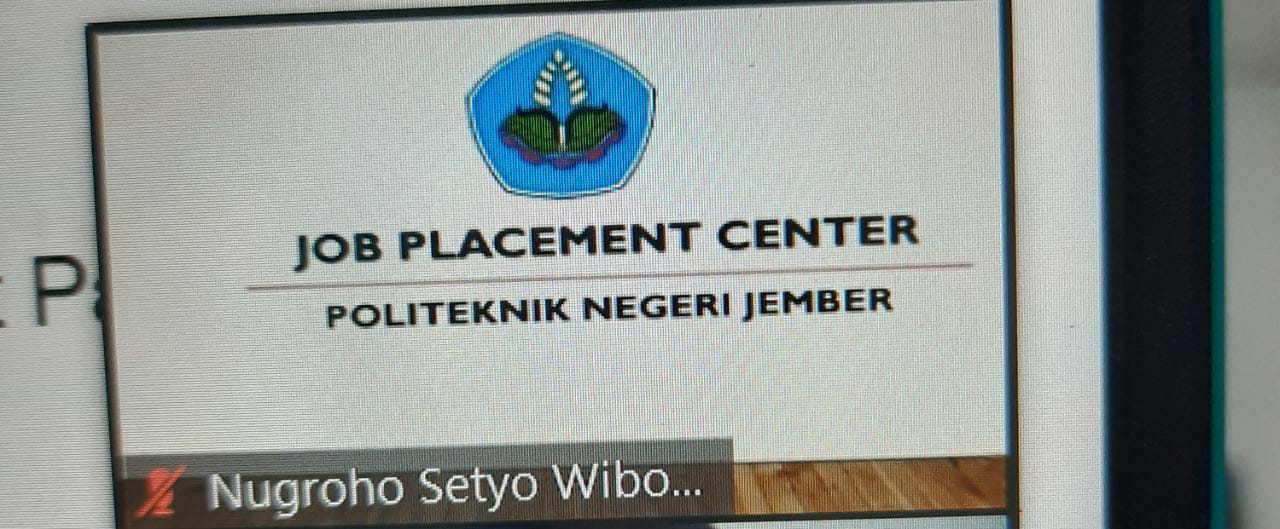 JOB PLACEMENT CENTER
POLITEKNIK NEGERI JEMBER
P
Nugroho Setyo Wibo...